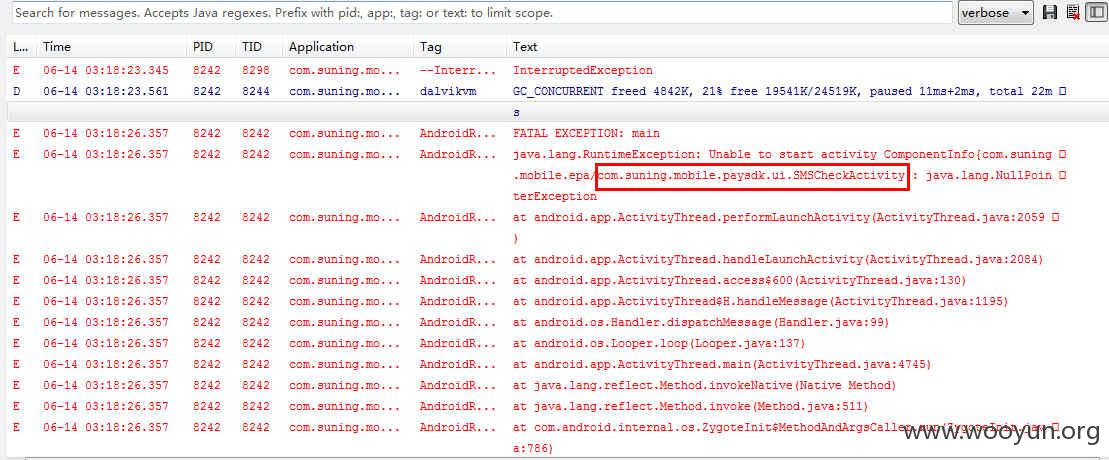 Search for messages. Accepts Java regexes. Prefix with pid:, app:, tag: or text: to limit scope. verbose
L... Time PID TID Application Tag Text
E 06-14 03:18:23.345 8242 8298 com.suning.mo... --Interr... InterruptedException
D 06-14 03:18:23.561 8242 8244 com.suning.mo... dalvikvm GC_CONCURRENT freed 4842K, 21% free 19541K/24519K, paused 11ms+2ms, total 22m
s
E 06-14 03:18:26.357 8242 8242 com.suning.mo... AndroidR... FATAL EXCEPTION: main
E 06-14 03:18:26.357 8242 8242 com.suning.mo... AndroidR... java.lang.RuntimeException: Unable to start activity ComponentInfo{com.suning
.mobile.epa/com.suning.mobile.paysdk.ui.SMSCheckActivity: java.lang.NullPoin
terException
E 06-14 03:18:26.357 8242 8242 com.suning.mo... AndroidR... at android.app.ActivityThread.performLaunchActivity(ActivityThread.java:2059
)
E 06-14 03:18:26.357 8242 8242 com.suning.mo... AndroidR... at android.app.ActivityThread.handleLaunchActivity(ActivityThread.java:2084)
E 06-14 03:18:26.357 8242 8242 com.suning.mo... AndroidR... at android.app.ActivityThread.access$600(ActivityThread.java:130)
E 06-14 03:18:26.357 8242 8242 com.suning.mo... AndroidR... at android.app.ActivityThread$H.handleMessage(ActivityThread.java:1195)
E 06-14 03:18:26.357 8242 8242 com.suning.mo... AndroidR... at android.os.Handler.dispatchMessage(Handler.java:99)
E 06-14 03:18:26.357 8242 8242 com.suning.mo... AndroidR... at android.os.Looper.loop(Looper.java:137)
E 06-14 03:18:26.357 8242 8242 com.suning.mo... AndroidR... at android.app.ActivityThread.main(ActivityThread.java:4745)
E 06-14 03:18:26.357 8242 8242 com.suning.mo... AndroidR... at java.lang.reflect.Method.invokeNative(Native Method)
E 06-14 03:18:26.357 8242 8242 com.suning.mo... AndroidR... at java.lang.reflect.Method.invoke(Method.java:511)
E 06-14 03:18:26.357 8242 8242 com.suning.mo... AndroidR... at com.android.internal.os.ZygoteInit$MethodAndArgsCaller.run(ZygoteInit.jav
a:786)
www.wooyun.org